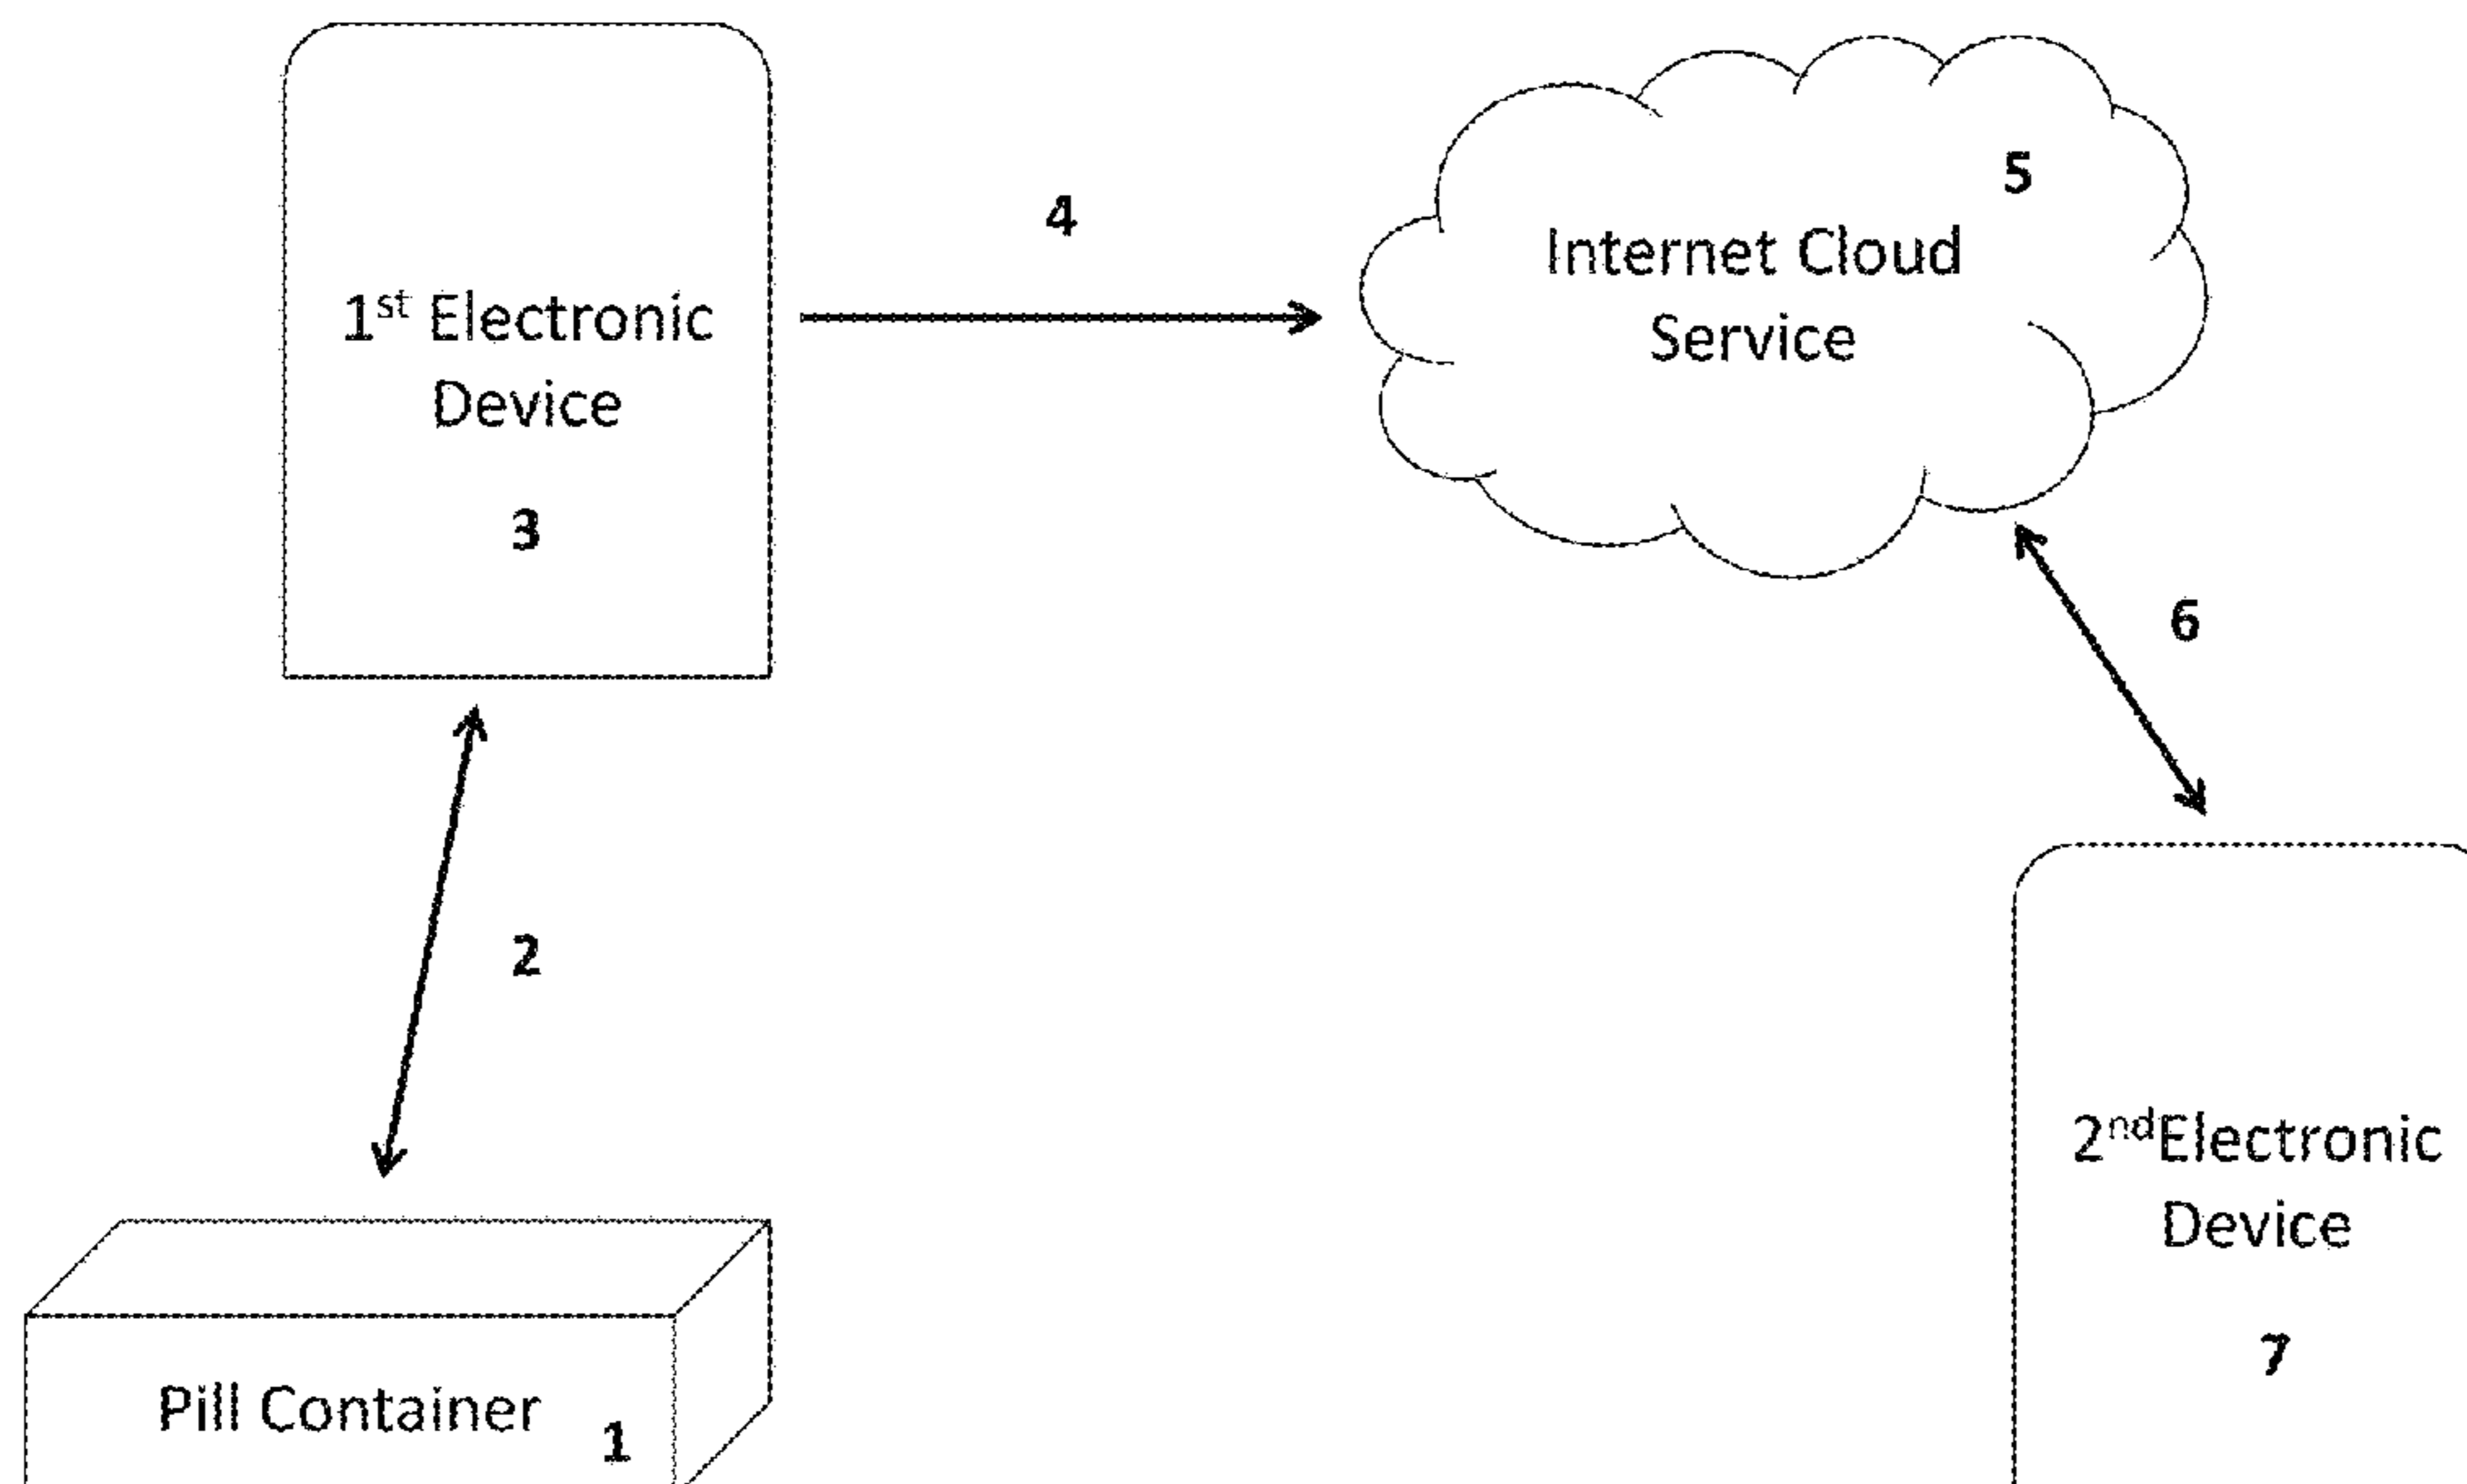 5
4
Internet Cloud
Service
1st Electronic
Device
3
6
2
2ndElectronic
Device
7
Pill Container
1